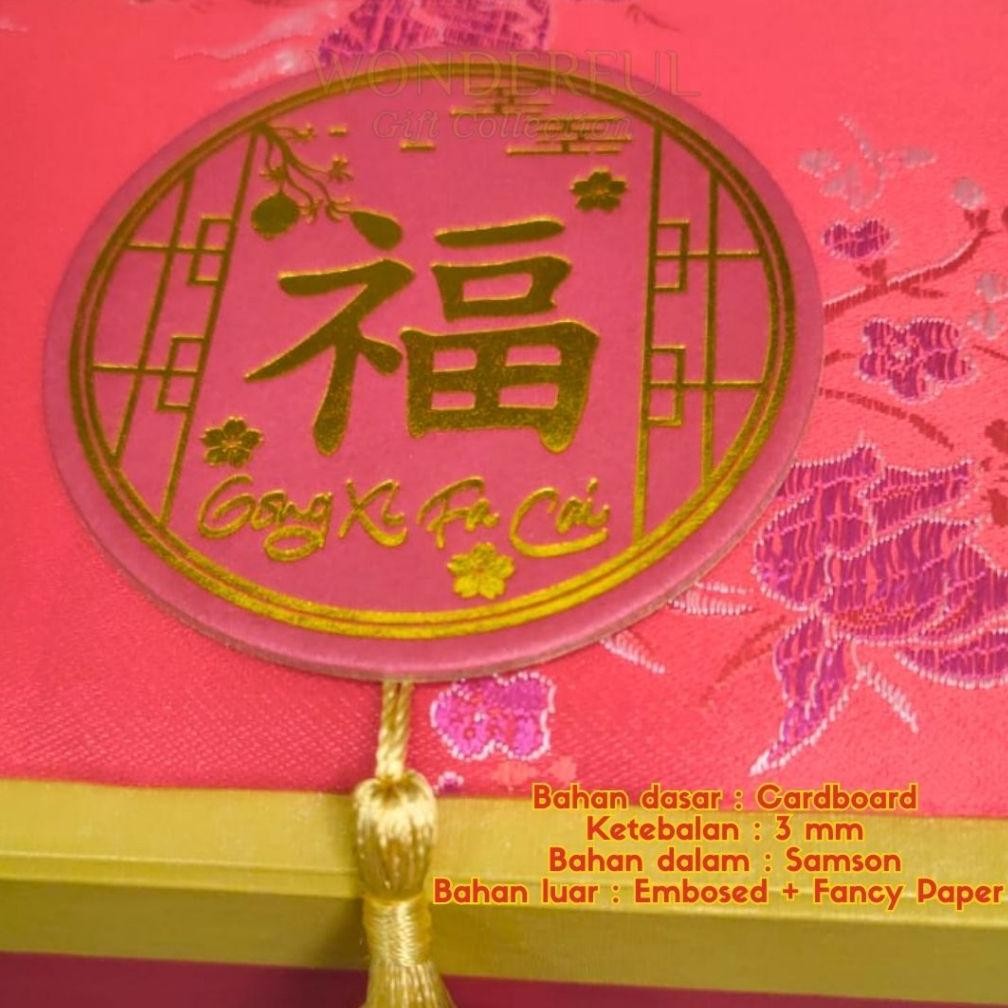 WONDERFUL
Gift Collection
福
Gong Xi Fa Cai
Bahan dasar : Cardboard
Ketebalan : 3 mm
Bahan dalam : Samson
Bahan luar : Embosed + Fancy Paper